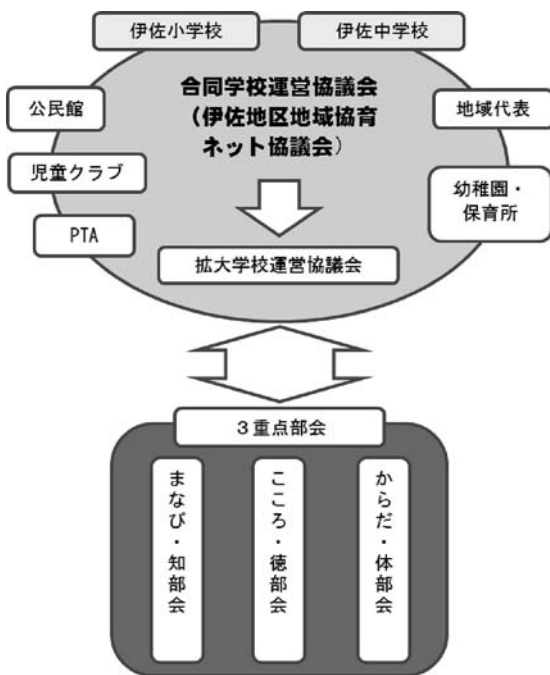 伊佐小学校
伊佐中学校
合同学校運営協議会
（伊佐地区地域協育
ネット協議会）
公民館
児童クラブ
PTA
地域代表
幼稚園・
保育所
拡大学校運営協議会
３重点部会
まなび・知部会
こころ・徳部会
からだ・体部会